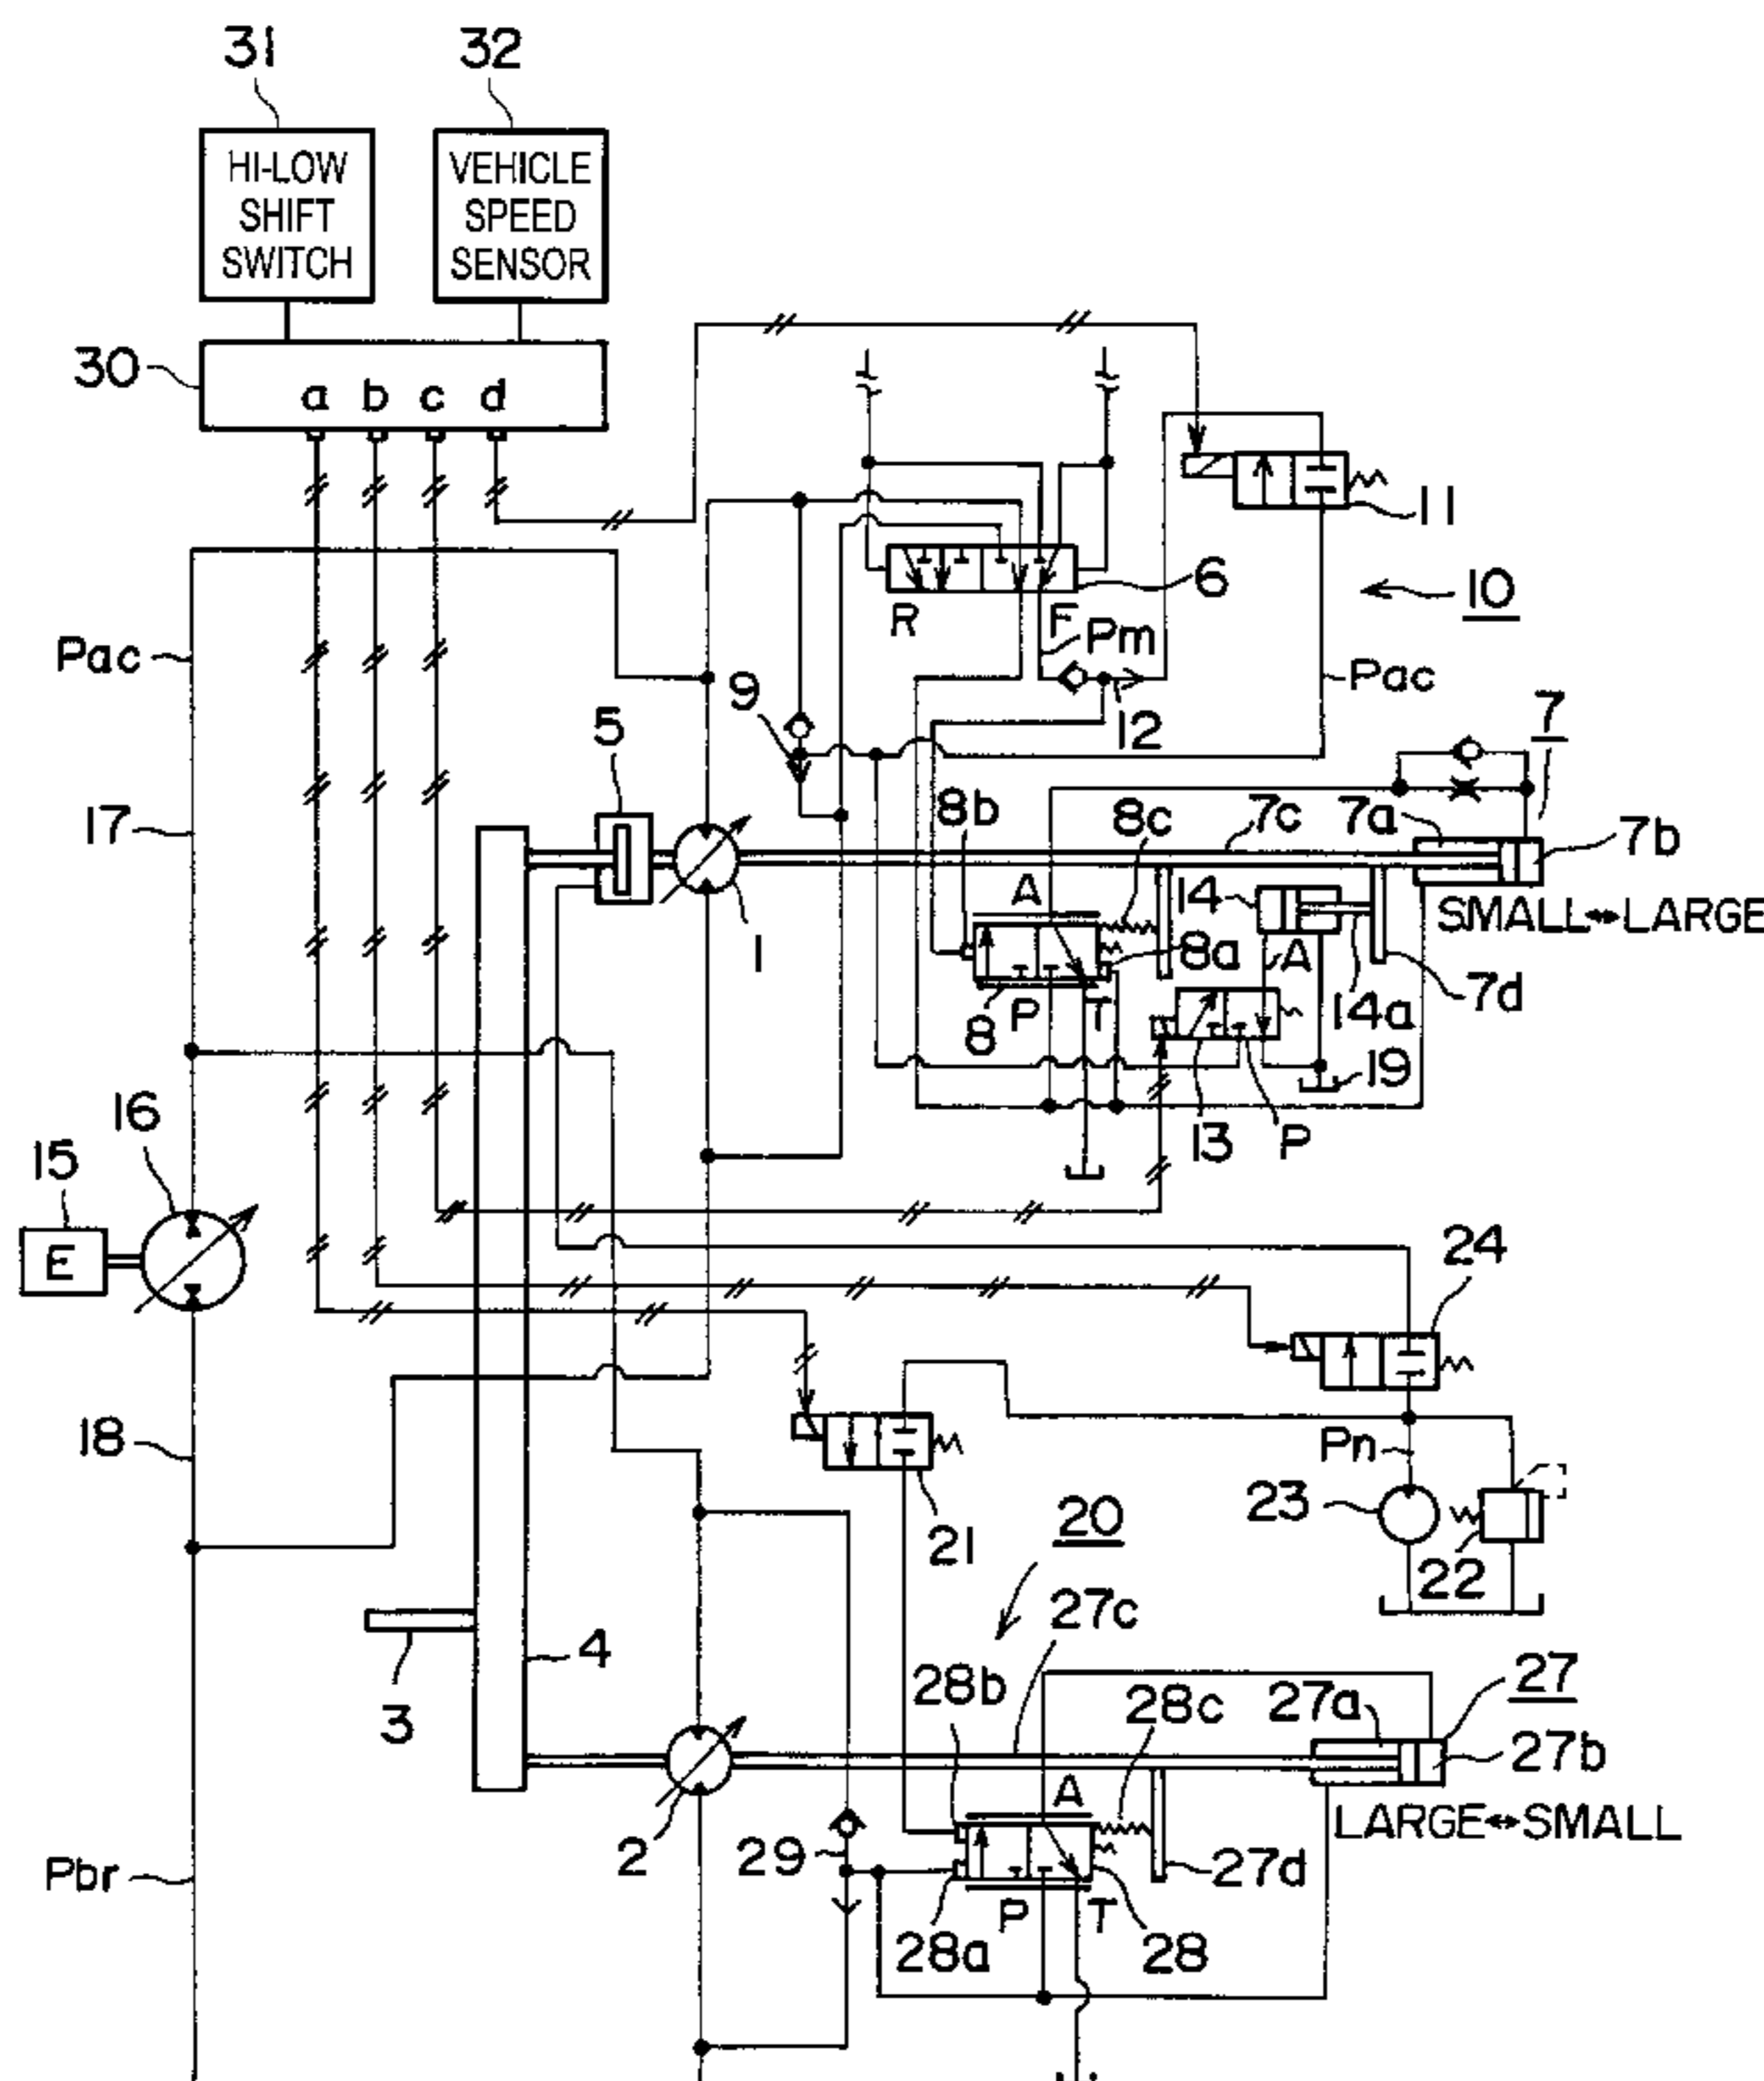 31
32
HI-LOW
SHIFT
SWITCH
VEHICLE
SPEED
SENSOR
30
a b c d
11
6
10
R
F
Pm
Pac
Pac
9
12
7
5
17
8b
8c
7c
7a
7b
A
14
SMALL↔LARGE
1
8a
A
7d
14a
8
P
T
19
16
13
P
15
E
24
18
Pn
23
22
21
20
27c
4
3
28b
28c
27a
27
27b
A
LARGE↔SMALL
2
29
27d
Pbr
P
T
28a
28